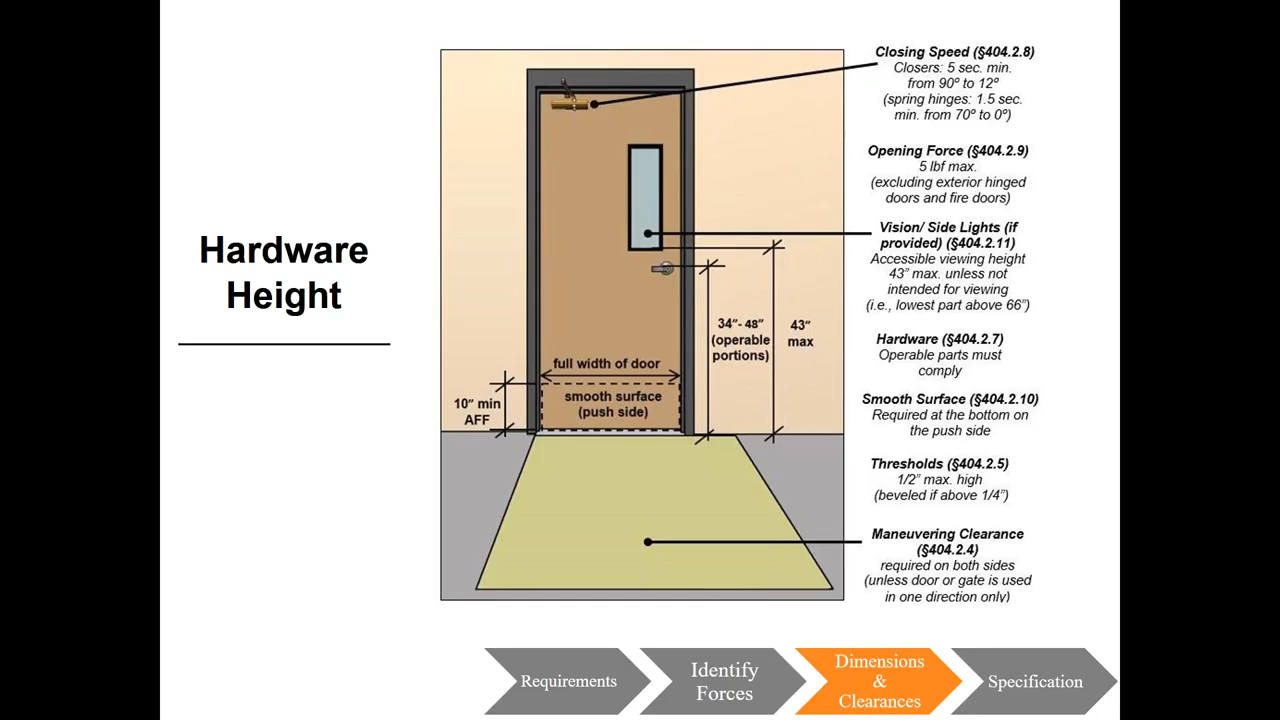 Hardware
Height
Closing Speed (§404.2.8)
Closers: 5 sec. min.
from 90º to 12º
(spring hinges: 1.5 sec.
min. from 70º to 0º)
Opening Force (§404.2.9)
5 lbf max.
(excluding exterior hinged
doors and fire doors)
Vision/ Side Lights (if
provided) (§404.2.11)
Accessible viewing height
43” max. unless not
intended for viewing
(i.e., lowest part above 66”)
Hardware (§404.2.7)
Operable parts must
comply
Smooth Surface (§404.2.10)
Required at the bottom on
the push side
Thresholds (§404.2.5)
1/2” max. high
(beveled if above 1/4”)
Maneuvering Clearance
(§404.2.4)
required on both sides
(unless door or gate is used
in one direction only)
34”- 48”
(operable
portions)
43”
max
full width of door
smooth surface
(push side)
10” min
AFF
Requirements
Identify
Forces
Dimensions
&
Clearances
Specification